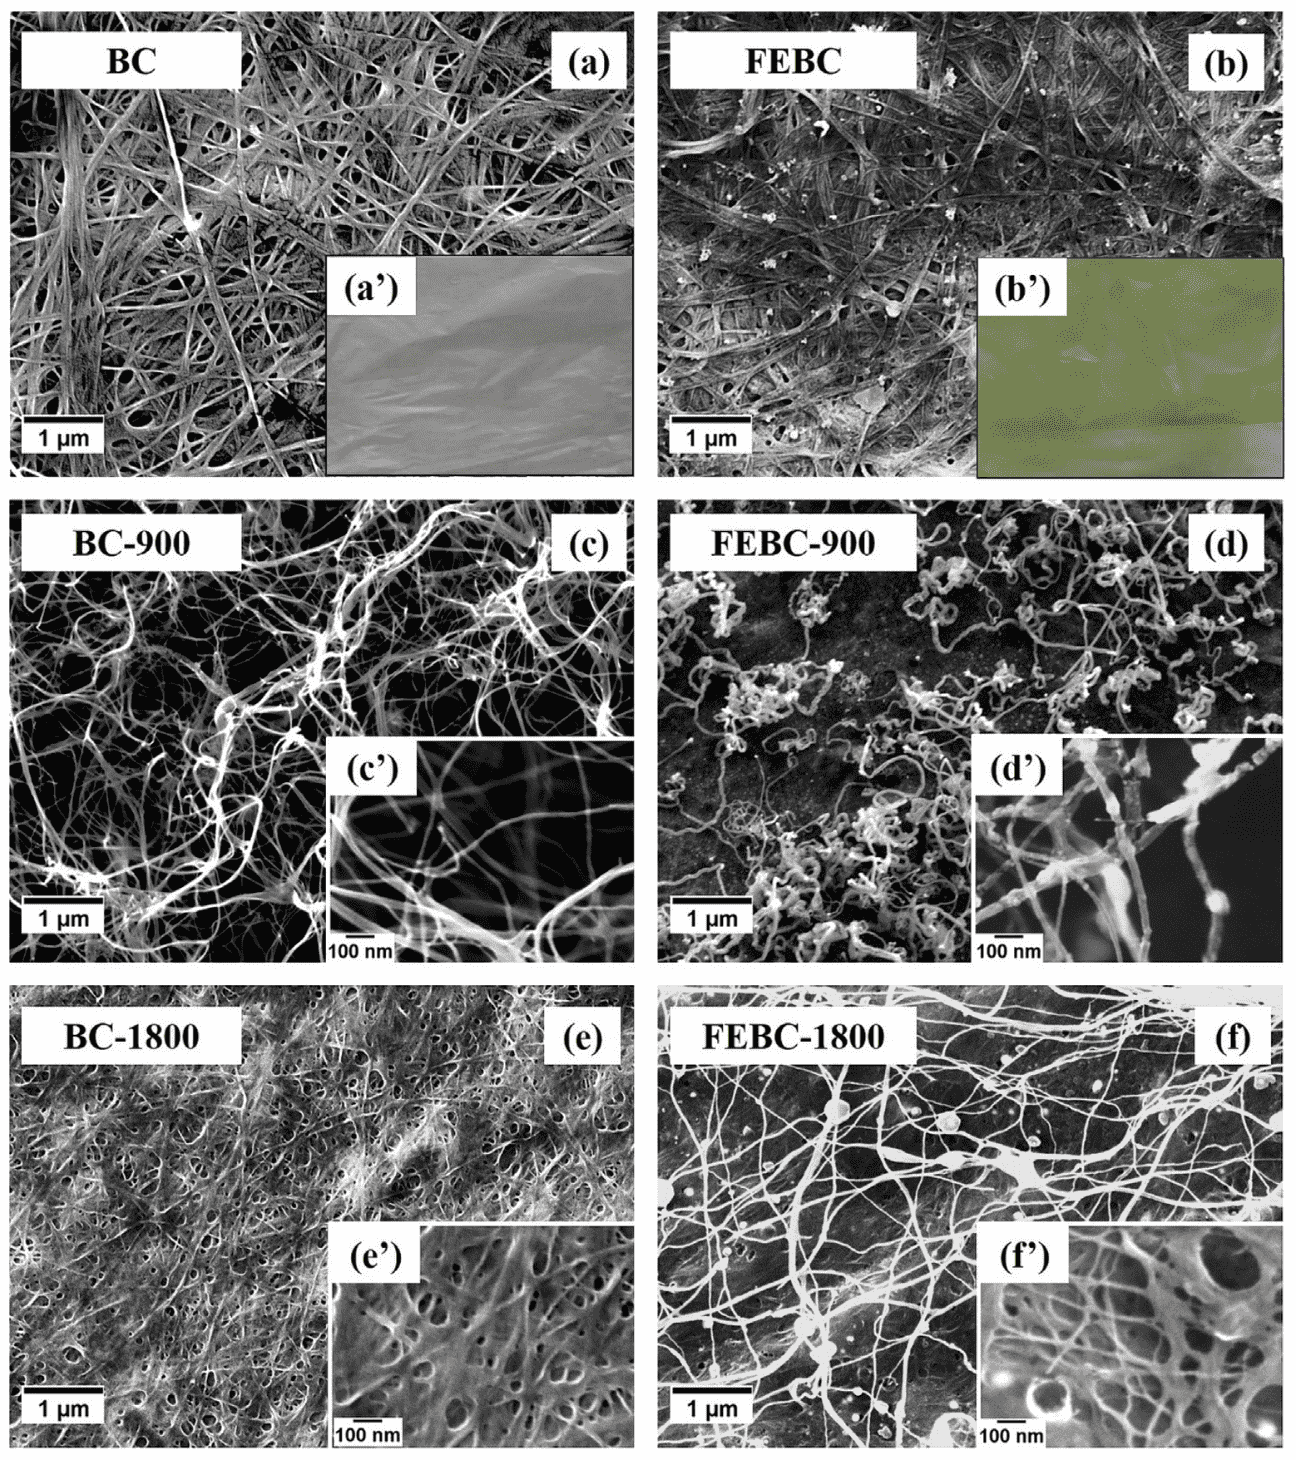 BC
(a)
FEBC
(b)
(a’)
(b’)
1 µm
1 µm
BC-900
(c)
FEBC-900
(d)
(c’)
(d’)
1 µm
100 nm
1 µm
100 nm
BC-1800
(e)
FEBC-1800
(f)
(e’)
(f’)
1 µm
100 nm
1 µm
100 nm